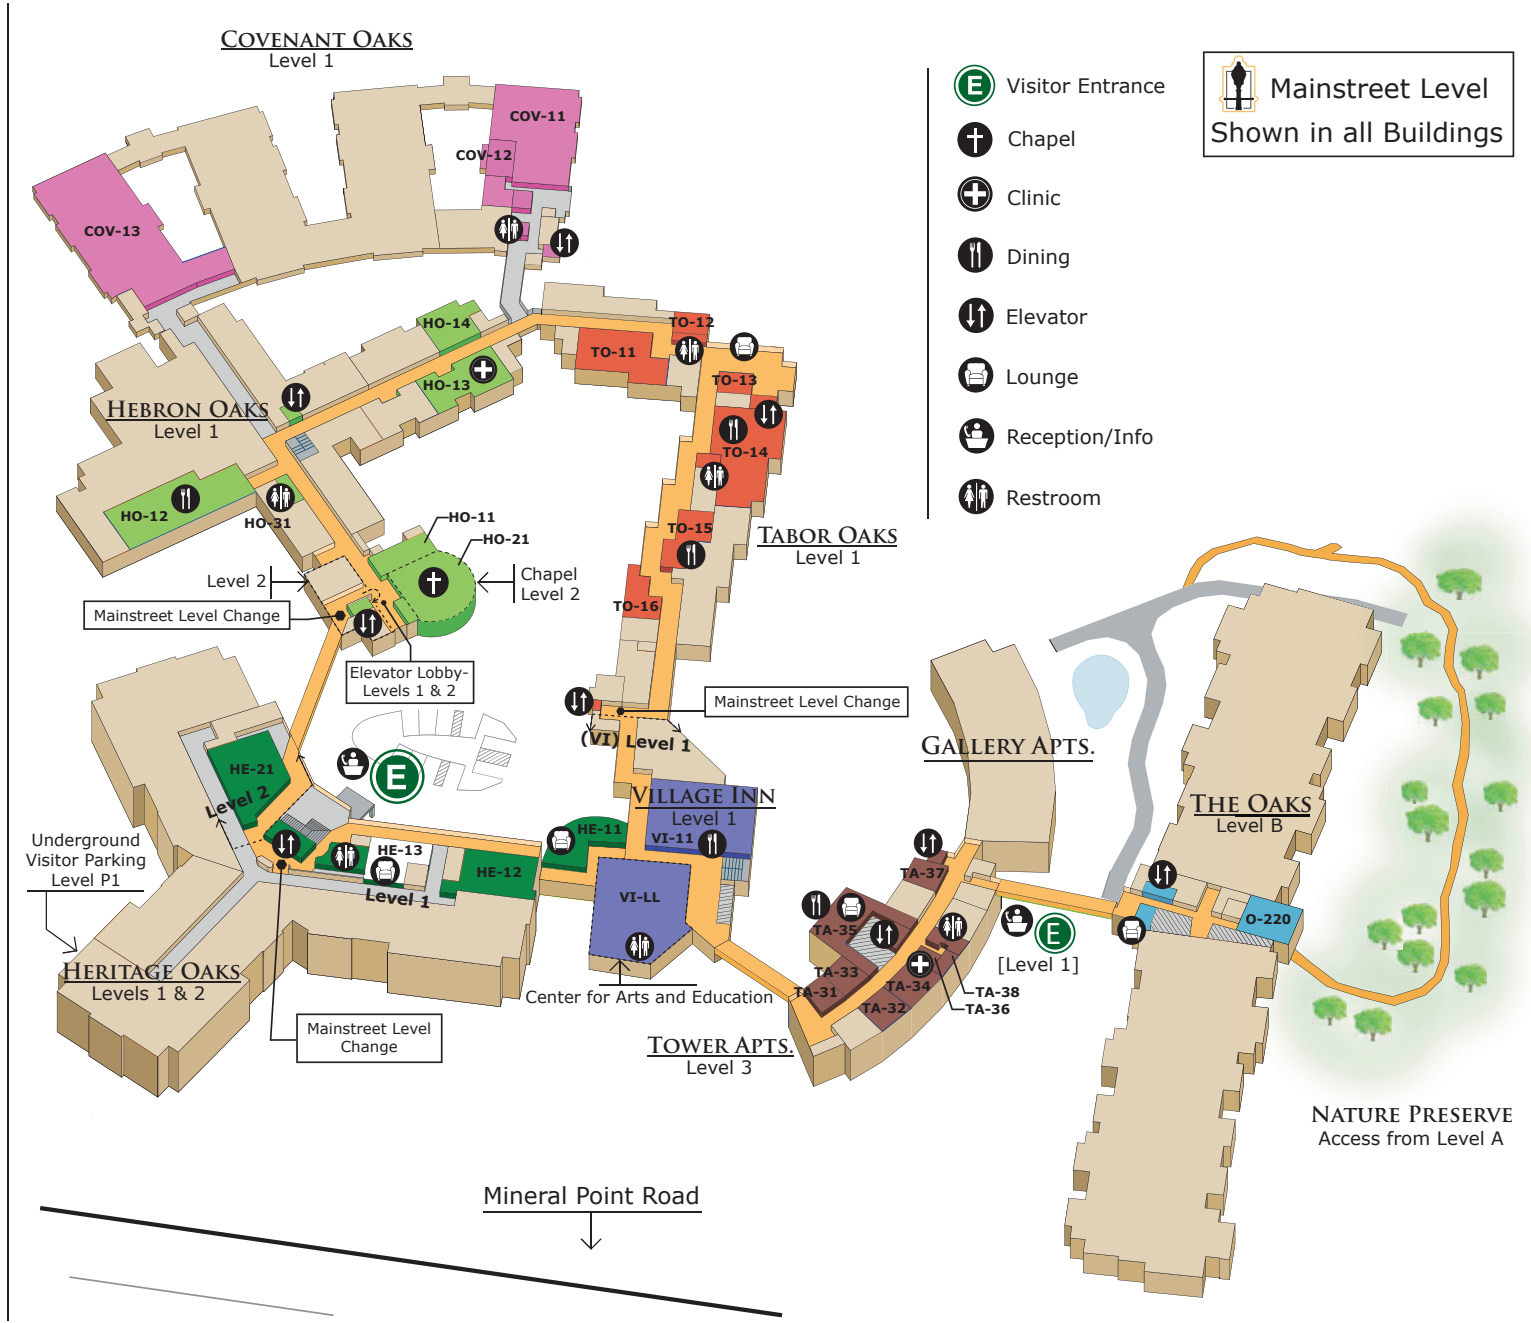 COVENANT OAKS
Level 1
COV-11
COV-12
COV-13
E
Visitor Entrance
Chapel
Clinic
Dining
Elevator
Lounge
Reception/Info
Restroom
Mainstreet Level
Shown in all Buildings
HO-14
HO-13
TO-12
TO-11
TO-13
TO-14
TO-15
TO-16
HEBRON OAKS
Level 1
HO-12
HO-31
HO-11
HO-21
Level 2
Chapel
Level 2
Mainstreet Level Change
Elevator Lobby-
Levels 1 & 2
TABOR OAKS
Level 1
Mainstreet Level Change
(VI) Level 1
GALLERY APTS.
THE OAKS
Level B
HE-21
Level 2
E
VILLAGE INN
Level 1
VI-11
HE-11
HE-13
HE-12
Level 1
VI-LL
Underground
Visitor Parking
Level P1
HERITAGE OAKS
Levels 1 & 2
Mainstreet Level
Change
Center for Arts and Education
TOWER APTS.
Level 3
TA-37
TA-35
TA-33
TA-31
TA-34
TA-32
TA-38
TA-36
E
[Level 1]
O-220
NATURE PRESERVE
Access from Level A
Mineral Point Road